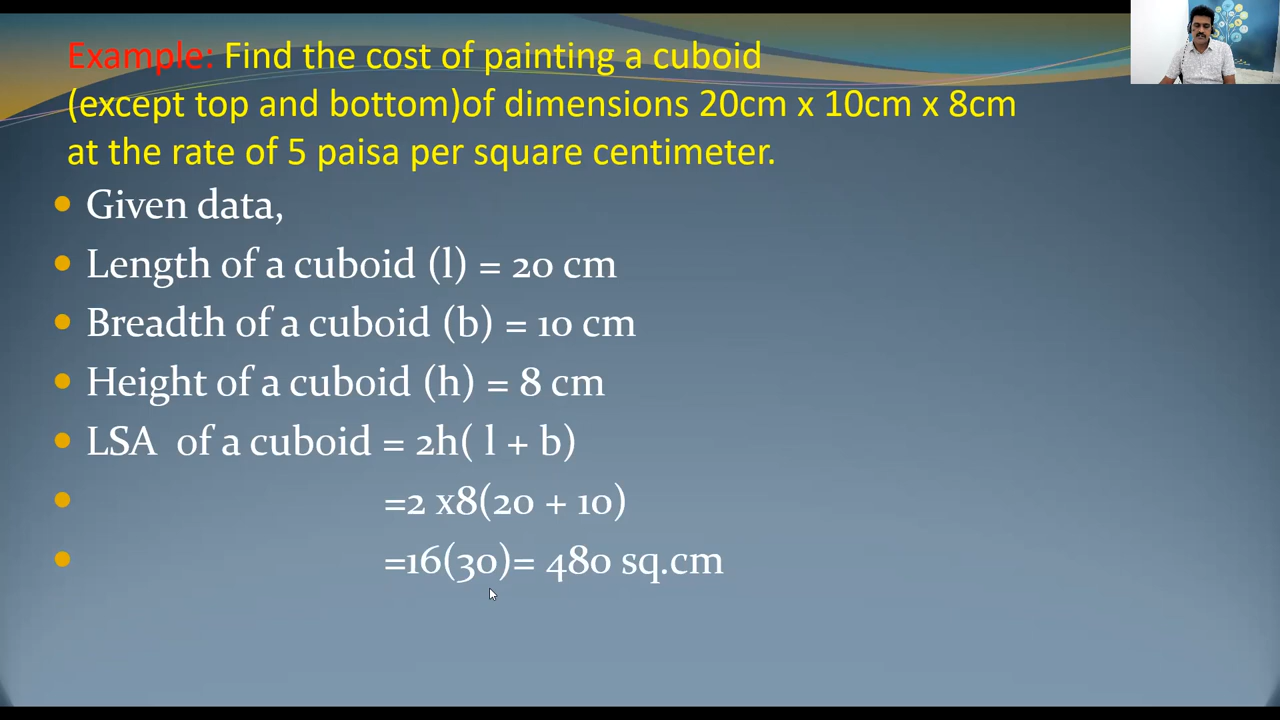 Example: Find the cost of painting a cuboid
(except top and bottom)of dimensions 20cm x 10cm x 8cm
at the rate of 5 paisa per square centimeter.
Given data,
Length of a cuboid (l) = 20 cm
Breadth of a cuboid (b) = 10 cm
Height of a cuboid (h) = 8 cm
LSA of a cuboid = 2h( l + b)
=2 x8(20 + 10)
=16(30)= 480 sq.cm